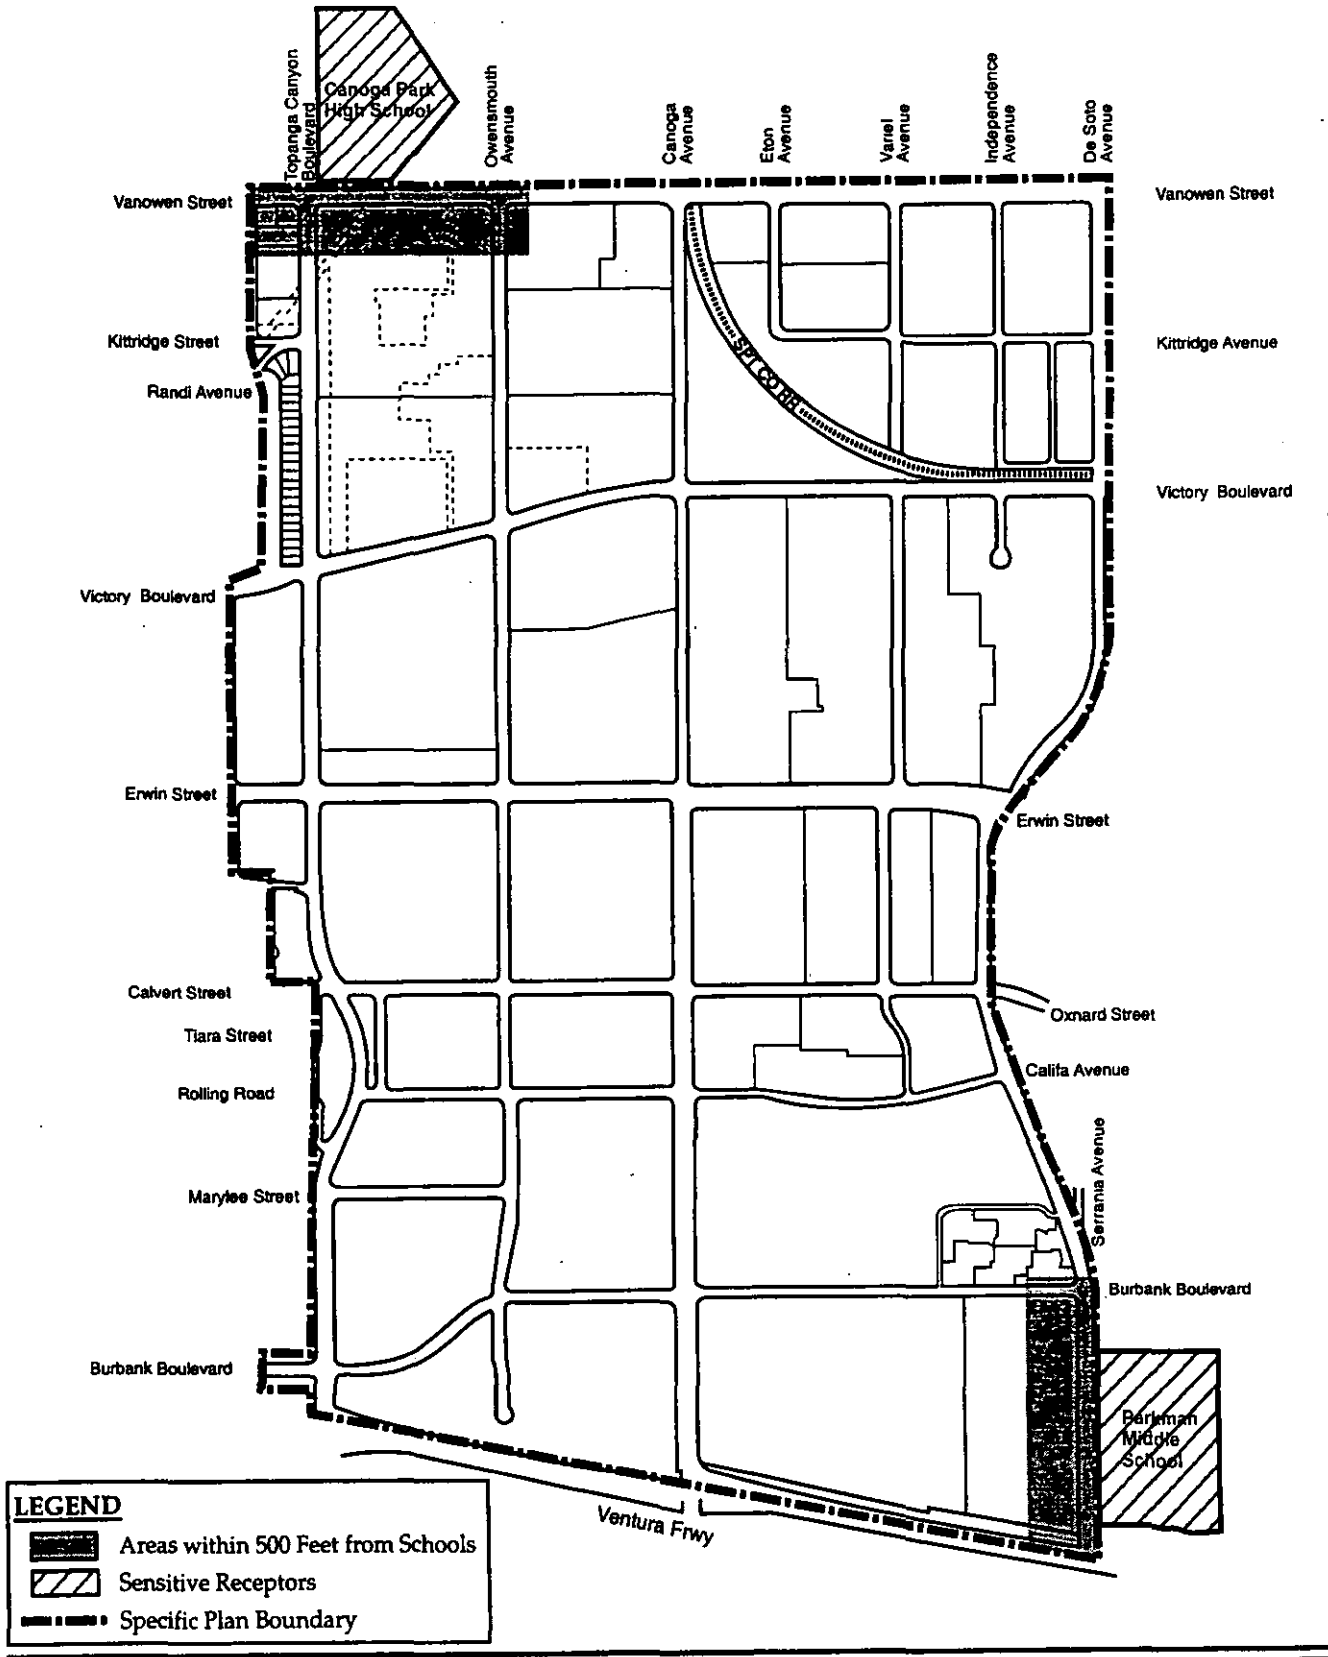 Topanga Canyon
Boulevard
Canoga Park
High School
Owensmouth
Avenue
Canoga
Avenue
Eton
Avenue
Variel
Avenue
Independence
Avenue
De Soto
Avenue
Vanowen Street
Vanowen Street
Kittridge Street
Kittridge Avenue
Randi Avenue
SPT CO RR
Victory Boulevard
Victory Boulevard
Erwin Street
Erwin Street
Calvert Street
Oxnard Street
Tiara Street
Califa Avenue
Rolling Road
Serrania Avenue
Marylee Street
Burbank Boulevard
Burbank Boulevard
Parkman
Middle
School
Ventura Frwy
LEGEND
Areas within 500 Feet from Schools
Sensitive Receptors
Specific Plan Boundary